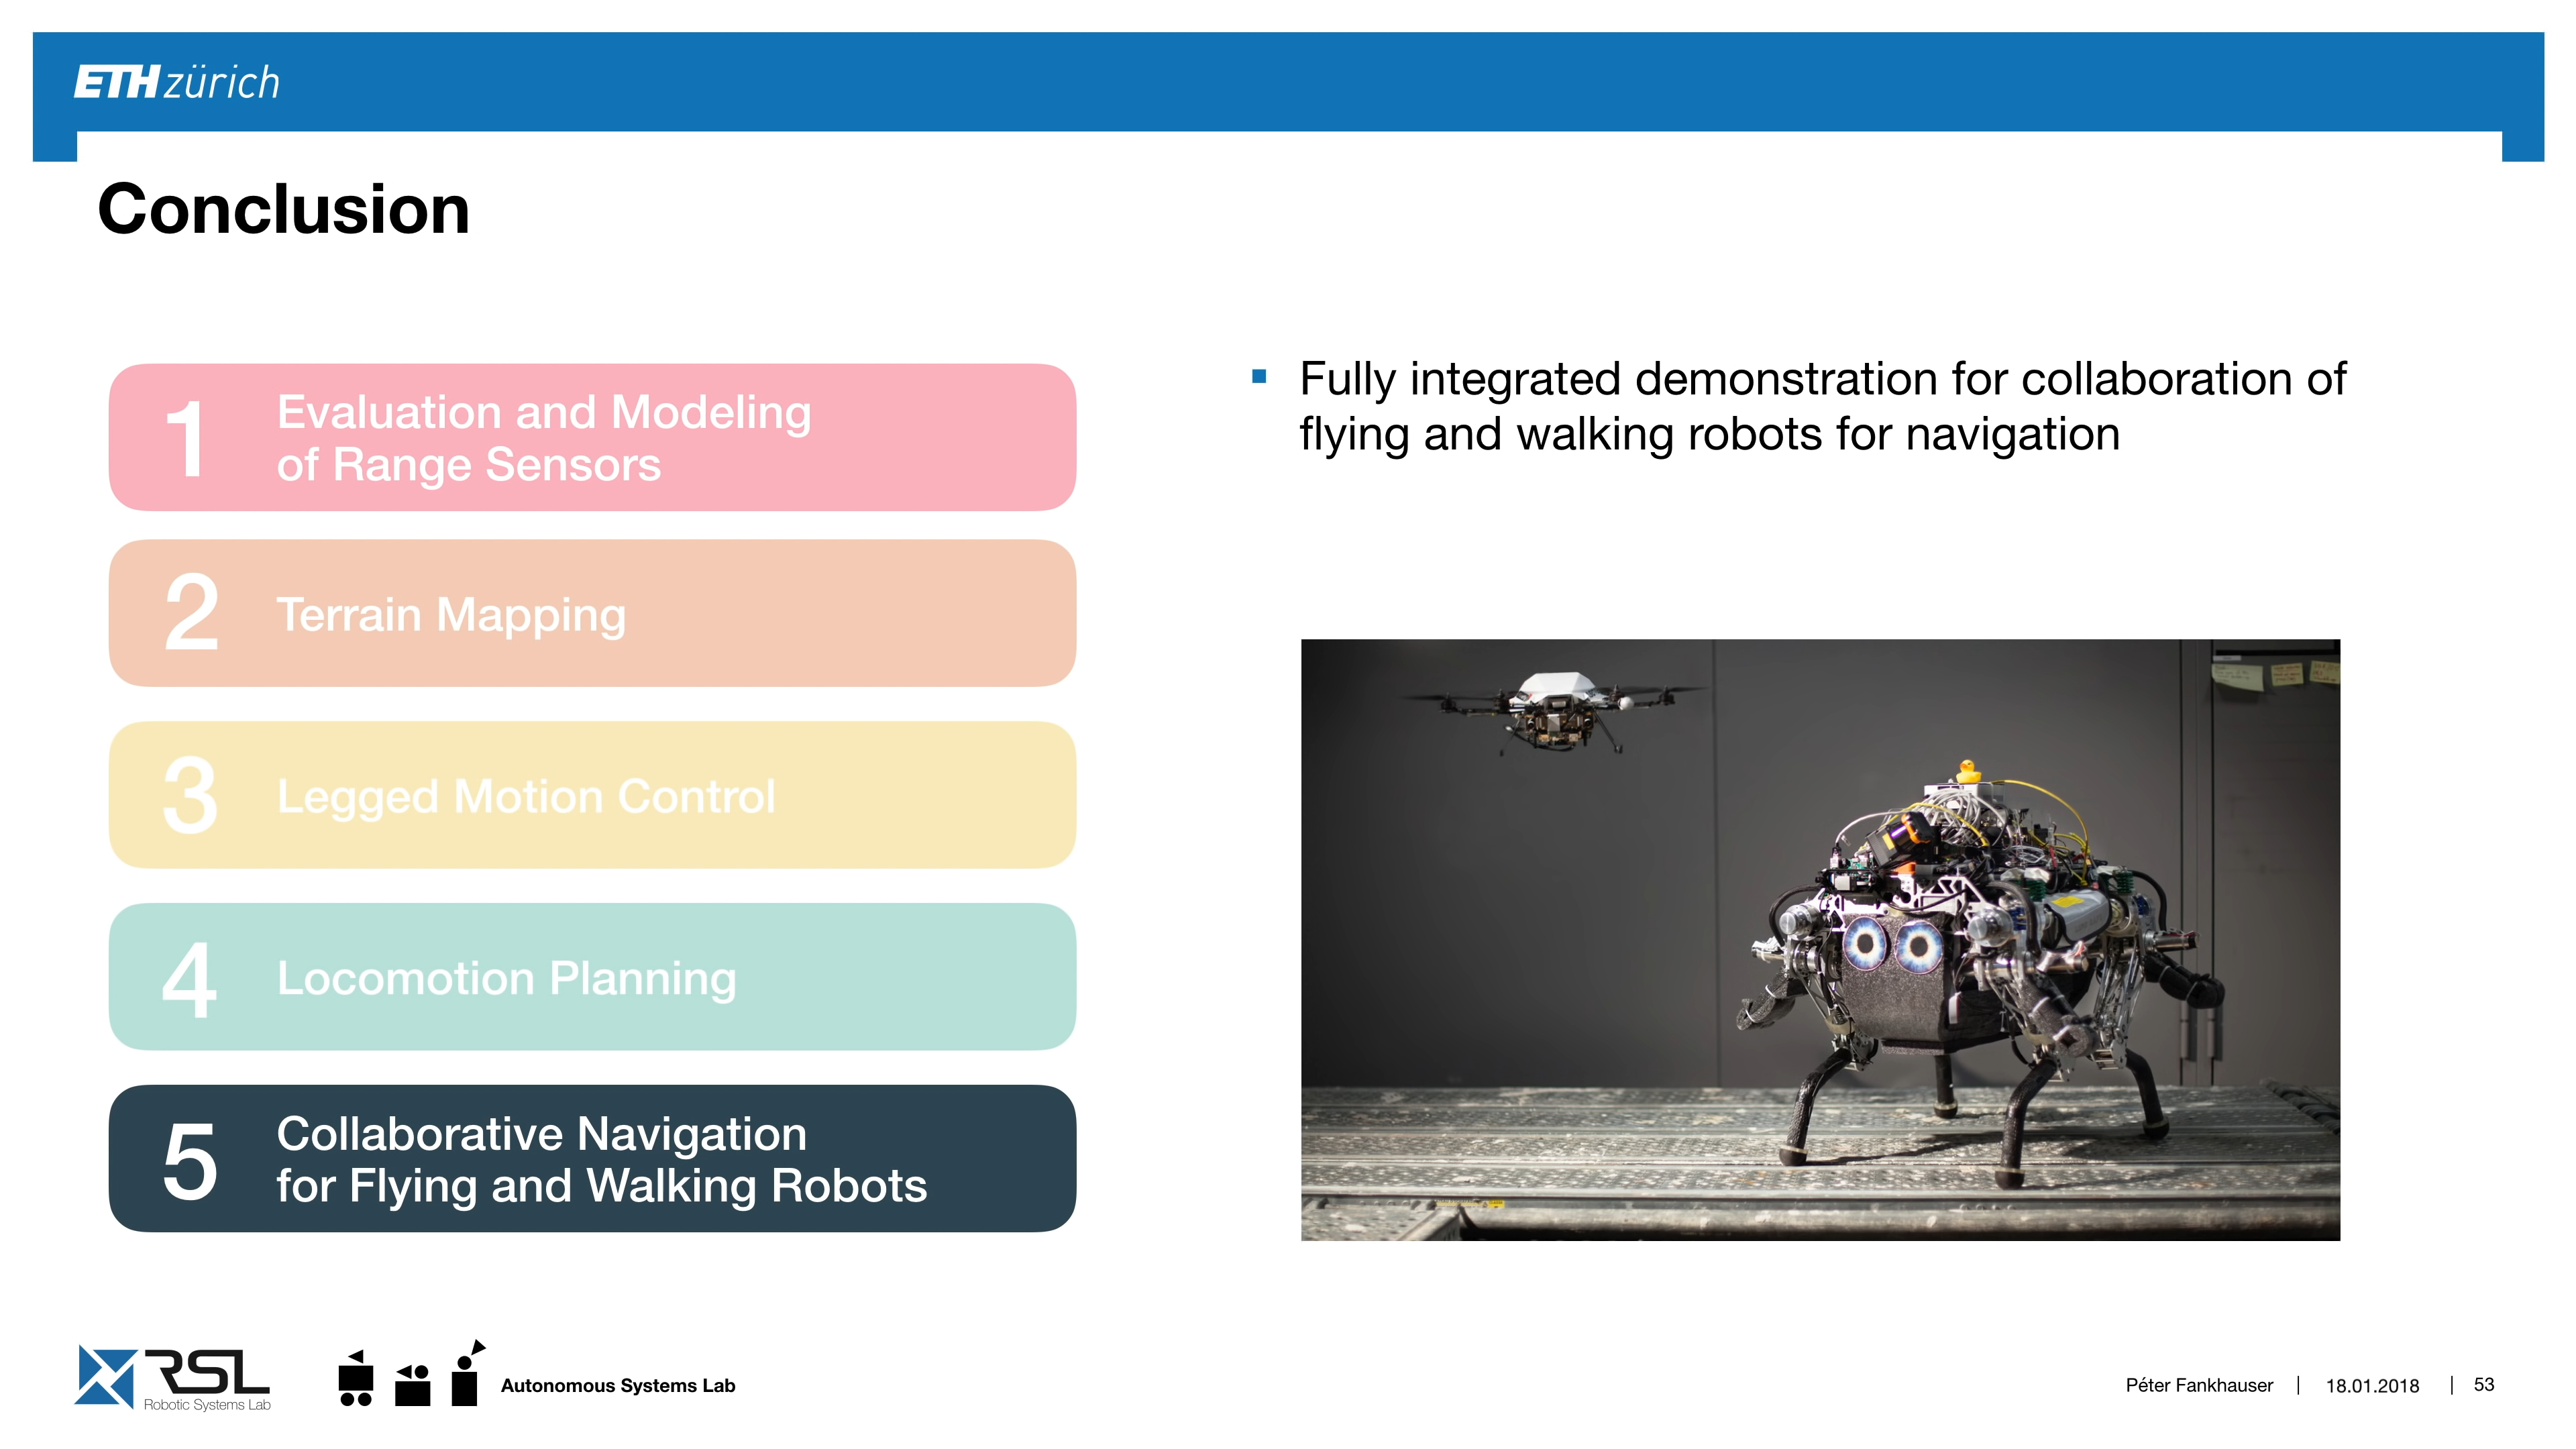 ETH zürich
Conclusion
1
Evaluation and Modeling
of Range Sensors
2
Terrain Mapping
3
Legged Motion Control
4
Locomotion Planning
5
Collaborative Navigation
for Flying and Walking Robots
Fully integrated demonstration for collaboration of
flying and walking robots for navigation
RSL
Robotic Systems Lab
Autonomous Systems Lab
Péter Fankhauser | 18.01.2018 | 53